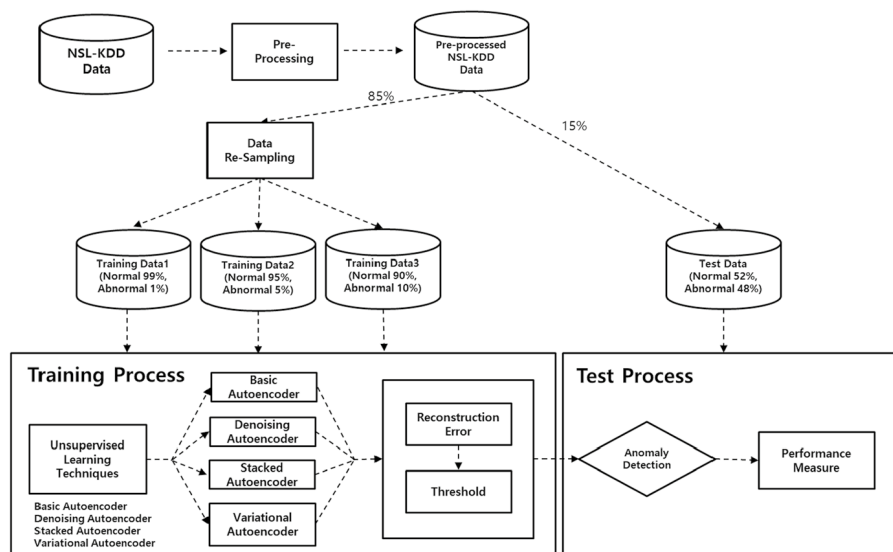 NSL-KDD
Data
Pre-
Processing
Pre-processed
NSL-KDD
Data
85%
15%
Data
Re-Sampling
Training Data1
(Normal 99%,
Abnormal 1%)
Training Data2
(Normal 95%,
Abnormal 5%)
Training Data3
(Normal 90%,
Abnormal 10%)
Test Data
(Normal 52%,
Abnormal 48%)
Training Process
Unsupervised
Learning
Techniques
Basic Autoencoder
Denoising Autoencoder
Stacked Autoencoder
Variational Autoencoder
Basic
Autoencoder
Denoising
Autoencoder
Stacked
Autoencoder
Variational
Autoencoder
Reconstruction
Error
Threshold
Test Process
Anomaly
Detection
Performance
Measure